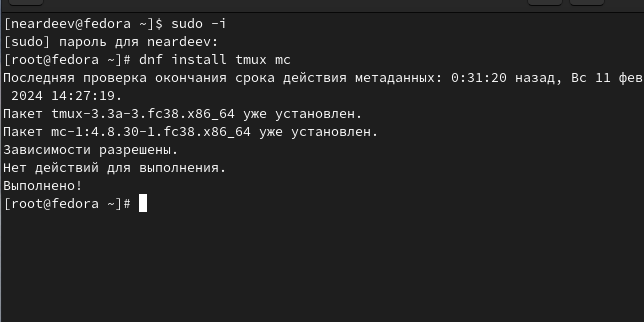 [neardeev@fedora ~]$ sudo -i
[sudo] пароль для neardeev:
[root@fedora ~]# dnf install tmux mc
Последняя проверка окончания срока действия метаданных: 0:31:20 назад, Вс 11 фев
 2024 14:27:19.
Пакет tmux-3.3a-3.fc38.x86_64 уже установлен.
Пакет mc-1:4.8.30-1.fc38.x86_64 уже установлен.
Зависимости разрешены.
Нет действий для выполнения.
Выполнено!
[root@fedora ~]#